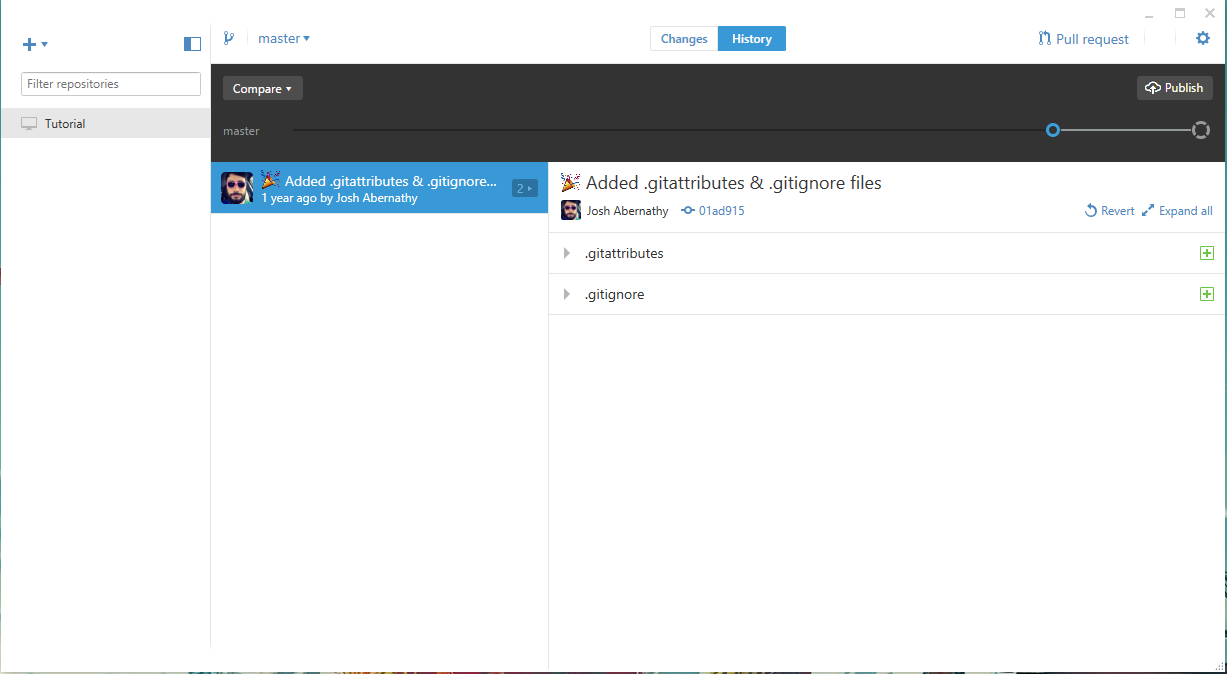 master
Changes
History
Pull request
Filter repositories
Tutorial
Compare
Publish
master
Added .gitattributes & .gitignore...
1 year ago by Josh Abernathy
2
Added .gitattributes & .gitignore files
Josh Abernathy
01ad915
Revert
Expand all
.gitattributes
.gitignore